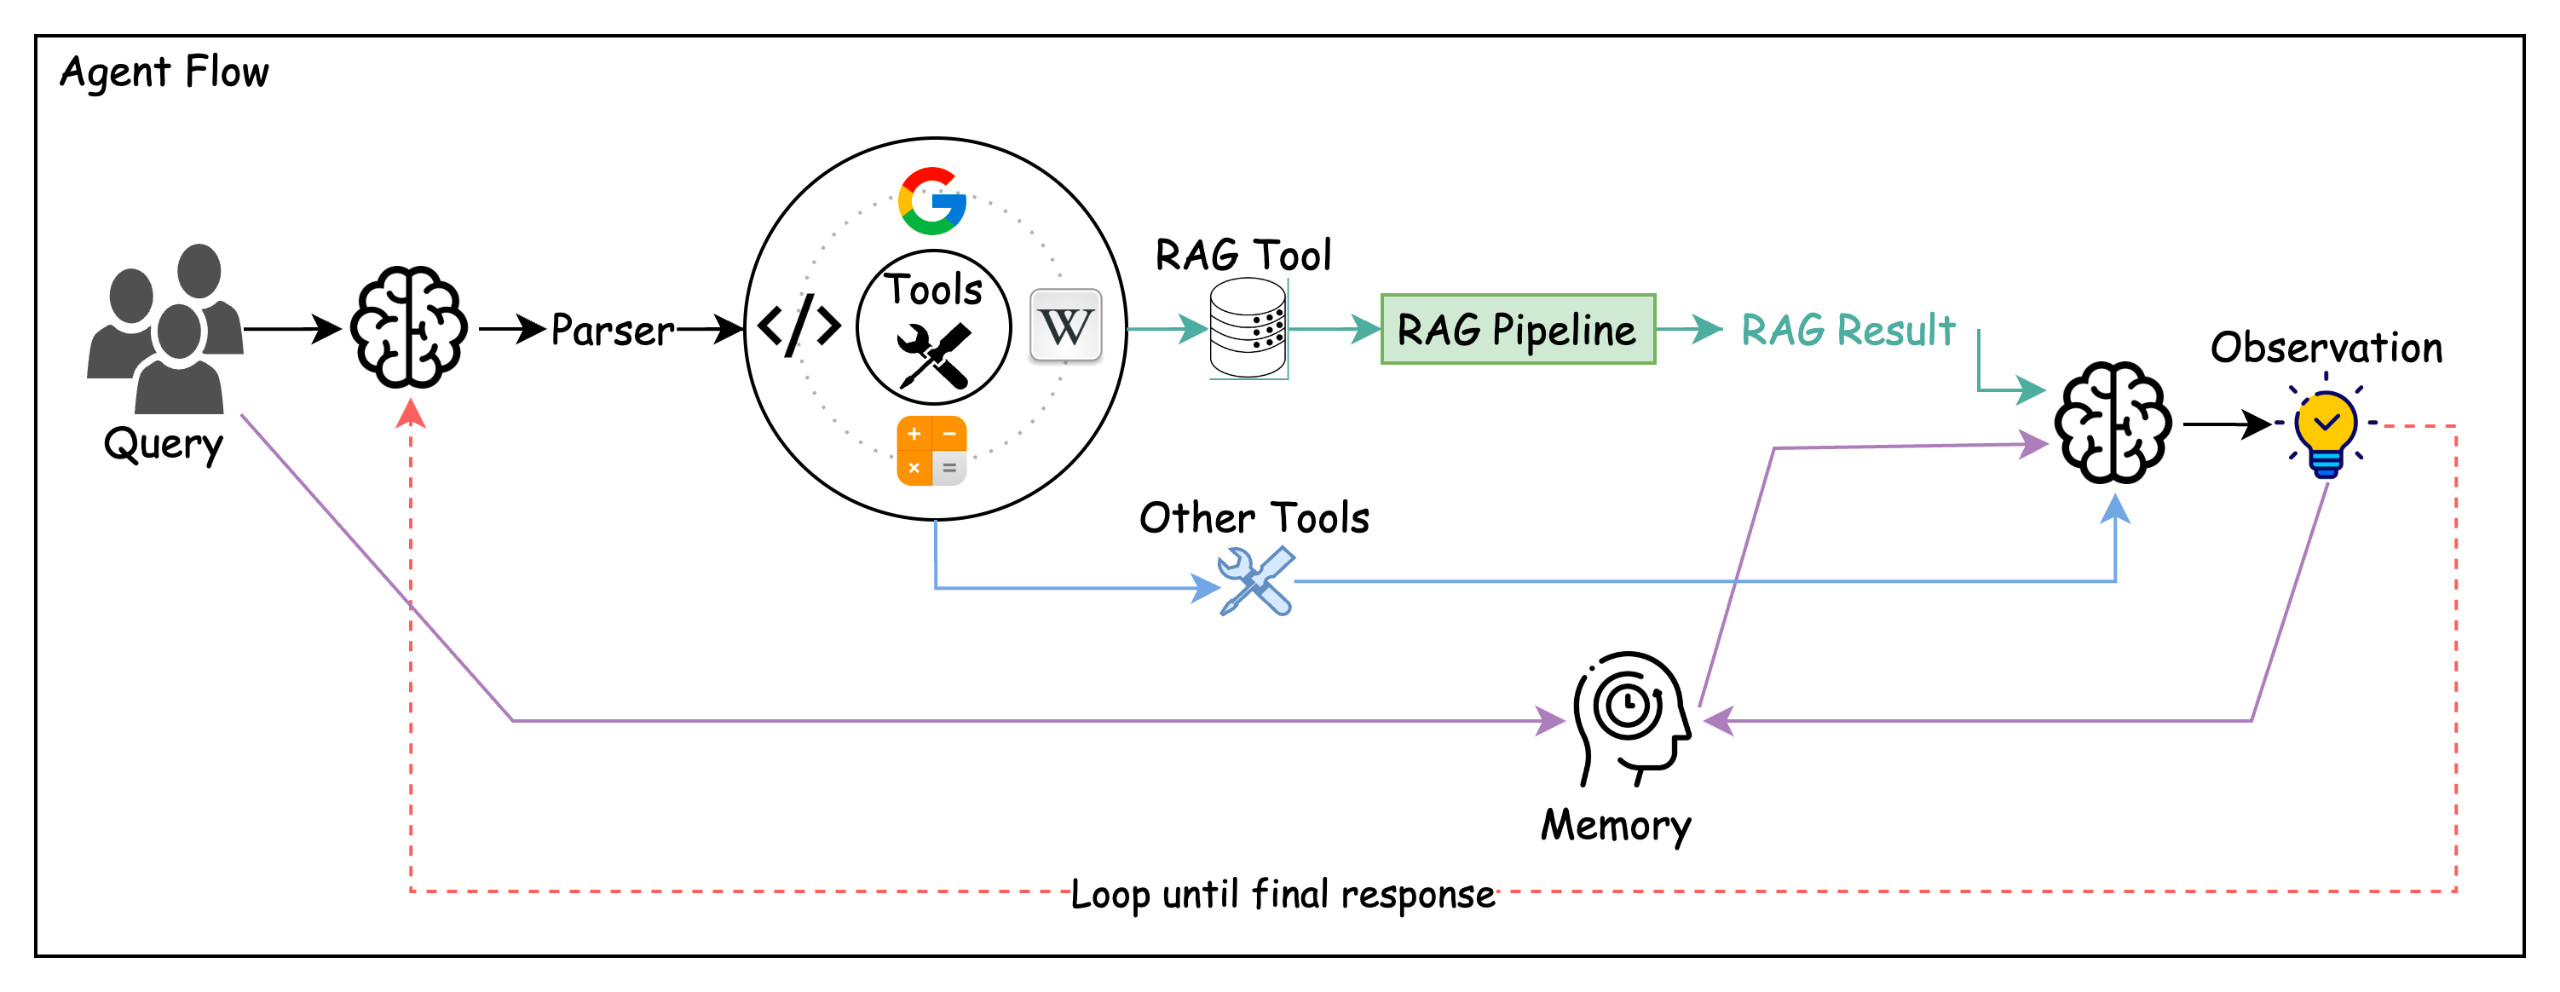 Agent Flow
Query
Parser
Tools
W
+ −
× =
RAG Tool
RAG Pipeline
RAG Result
Observation
Other Tools
Memory
Loop until final response